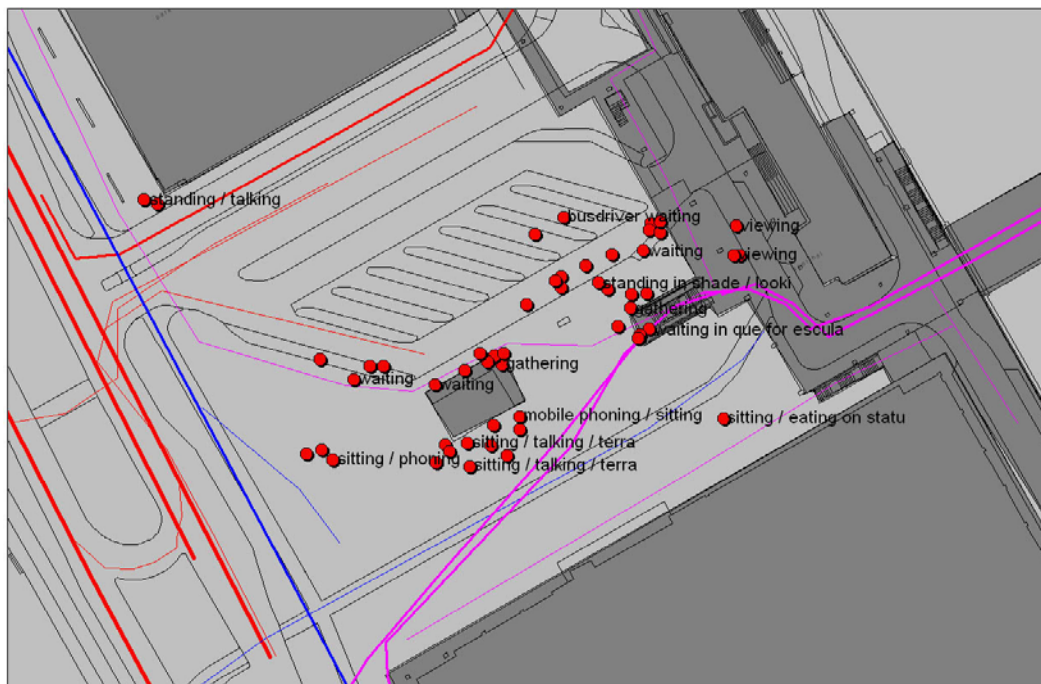 standing / talking
busdriver waiting
viewing
waiting
viewing
standing in shade / looki
gathering
waiting in que for escula
gathering
waiting
waiting
mobile phoning / sitting
sitting / eating on statu
sitting / talking / terra
sitting / phoning
sitting / talking / terra